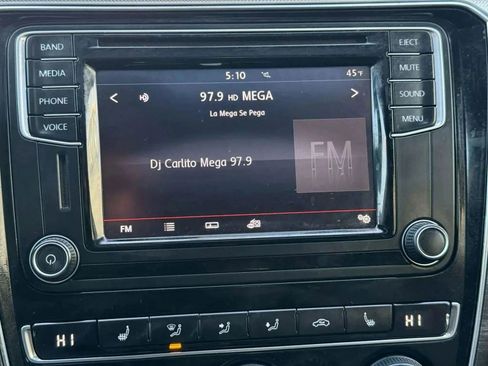 BAND
EJECT
MEDIA
MUTE
PHONE
SOUND
VOICE
MENU
5:10
45°F
< 97.9 HD MEGA >
La Mega Se Pega
Dj Carlito Mega 97.9
FM
FM
HI
HI